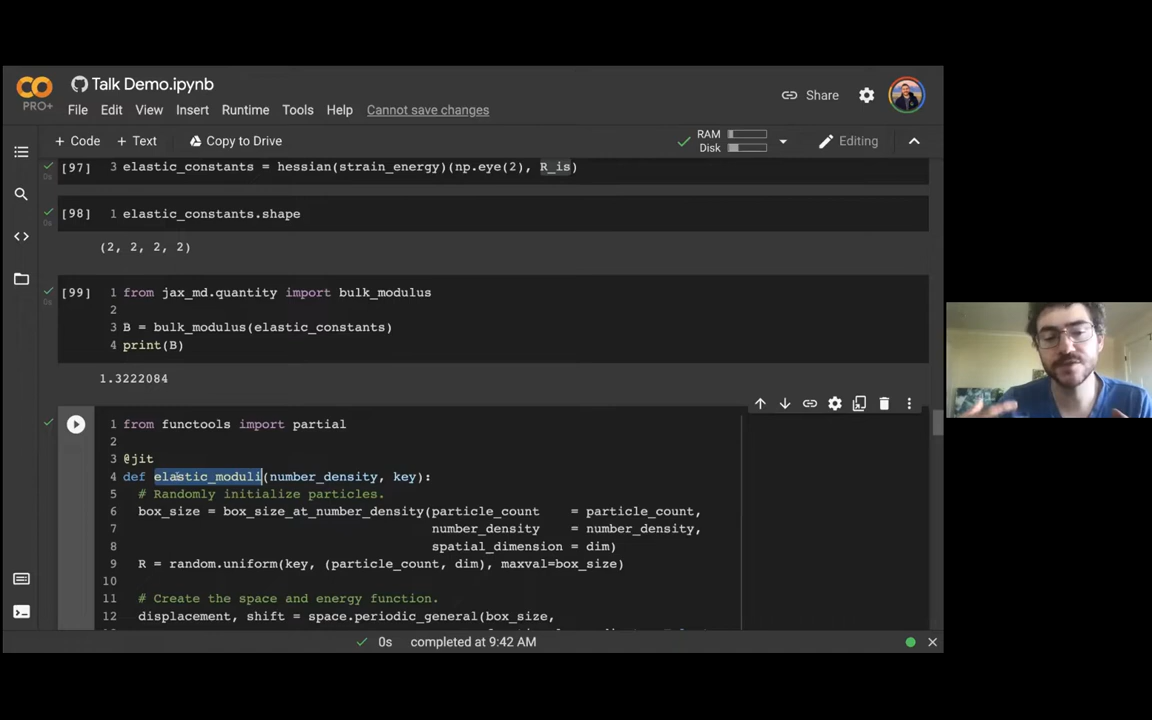 Talk Demo.ipynb
PRO+
File Edit View Insert Runtime Tools Help Cannot save changes
Share
+ Code + Text Copy to Drive
RAM
Disk
Editing
[97] 3 elastic_constants = hessian(strain_energy)(np.eye(2), R_is)
0s
[98] 1 elastic_constants.shape
0s
(2, 2, 2, 2)
[99] 1 from jax_md.quantity import bulk_modulus
0s
2
3 B = bulk_modulus(elastic_constants)
4 print(B)
1.3222084
1 from functools import partial
2
3 @jit
4 def elastic_moduli(number_density, key):
5 # Randomly initialize particles.
6 box_size = box_size_at_number_density(particle_count = particle_count,
7 number_density = number_density,
8 spatial_dimension = dim)
9 R = random.uniform(key, (particle_count, dim), maxval=box_size)
10
11 # Create the space and energy function.
12 displacement, shift = space.periodic_general(box_size,
0s completed at 9:42 AM